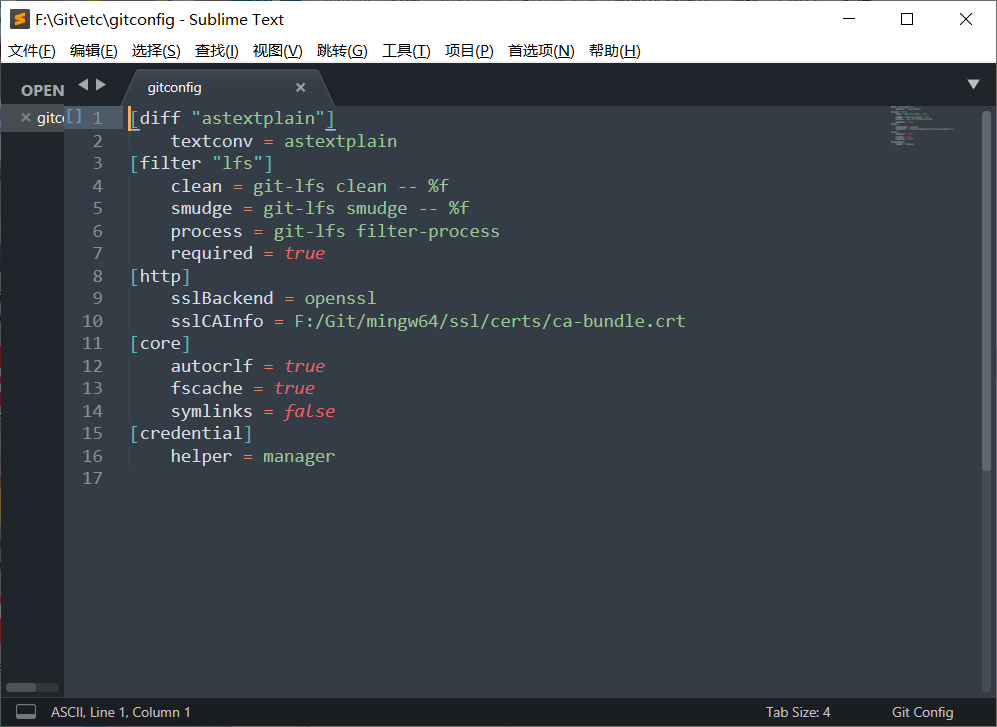 F:\Git\etc\gitconfig - Sublime Text
文件(F) 编辑(E) 选择(S) 查找(I) 视图(V) 跳转(G) 工具(T) 项目(P) 首选项(N) 帮助(H)
OPEN
gitconfig
gitc
1 [diff "astextplain"]
2 textconv = astextplain
3 [filter "lfs"]
4 clean = git-lfs clean -- %f
5 smudge = git-lfs smudge -- %f
6 process = git-lfs filter-process
7 required = true
8 [http]
9 sslBackend = openssl
10 sslCAInfo = F:/Git/mingw64/ssl/certs/ca-bundle.crt
11 [core]
12 autocrlf = true
13 fscache = true
14 symlinks = false
15 [credential]
16 helper = manager
17
ASCII, Line 1, Column 1 Tab Size: 4 Git Config